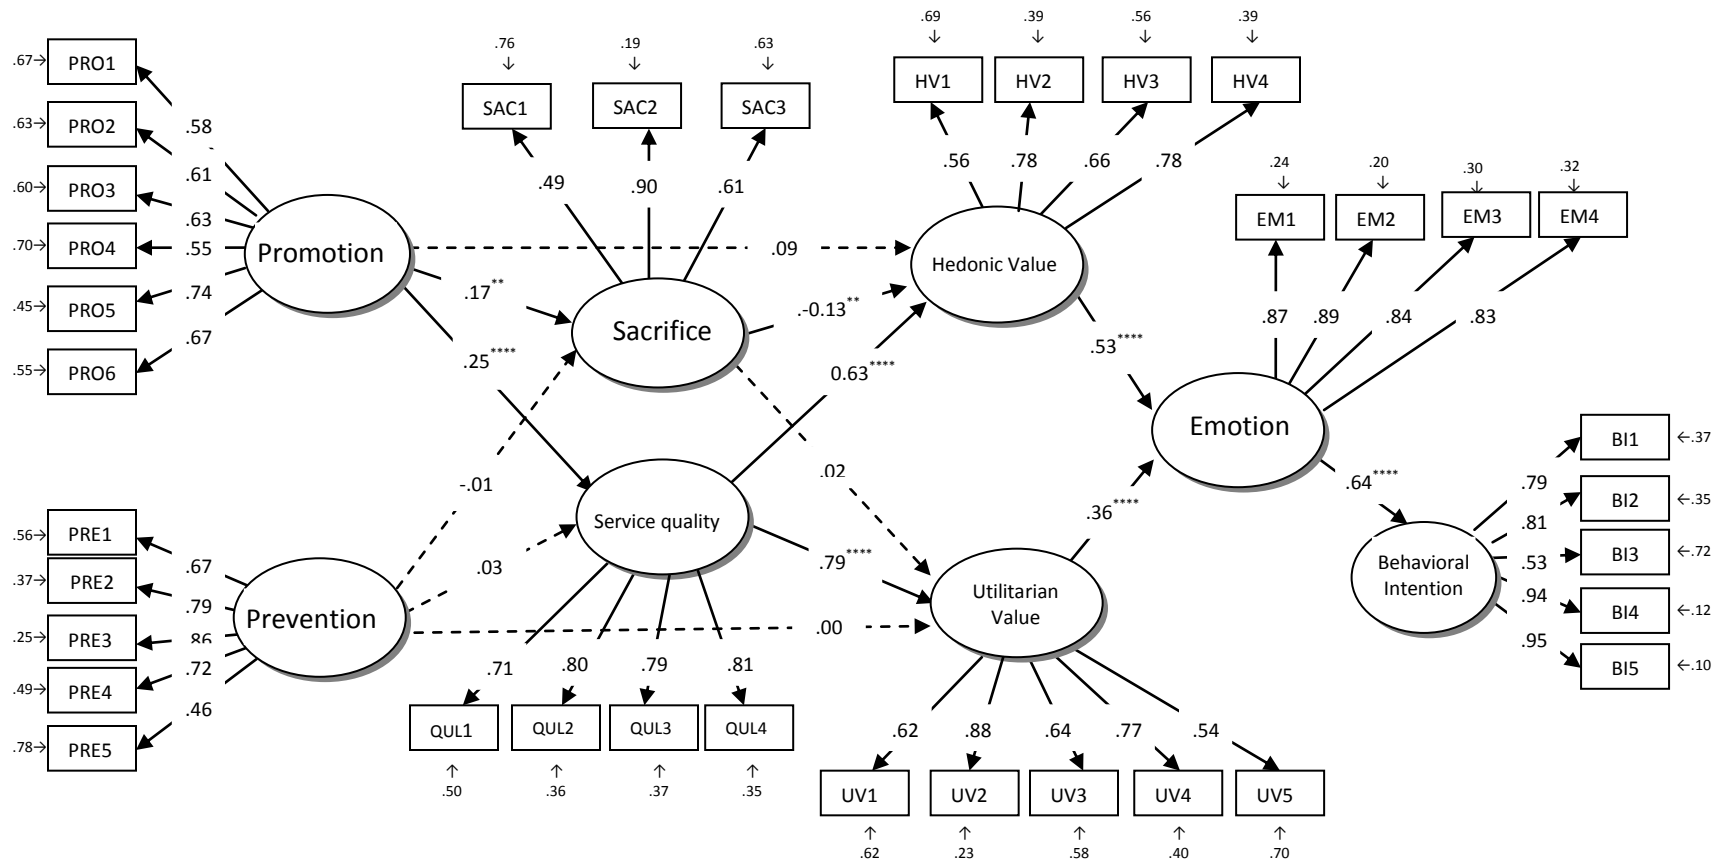 .67→ PRO1
.58
.63→ PRO2
.61
.60→ PRO3
.63
.70→ PRO4
.55
.45→ PRO5
.74
.55→ PRO6
.67
Promotion
.76
↓
SAC1
.49
.19
↓
SAC2
.90
.63
↓
SAC3
.61
Sacrifice
.69
↓
HV1
.56
.39
↓
HV2
.78
.56
↓
HV3
.66
.39
↓
HV4
.78
Hedonic Value
.24
↓
EM1
.87
.20
↓
EM2
.89
.30
↓
EM3
.84
.32
↓
EM4
.83
Emotion
.09
.17**
.25****
.-0.13**
0.63****
.53****
-.01
.03
.02
.79****
.00
.36****
.64****
.56→ PRE1
.67
.37→ PRE2
.79
.25→ PRE3
.86
.49→ PRE4
.72
.78→ PRE5
.46
Prevention
Service quality
.71
QUL1
↑
.50
.80
QUL2
↑
.36
.79
QUL3
↑
.37
.81
QUL4
↑
.35
Utilitarian
Value
.62
UV1
↑
.62
.88
UV2
↑
.23
.64
UV3
↑
.58
.77
UV4
↑
.40
.54
UV5
↑
.70
Behavioral
Intention
.79
BI1 ←.37
.81
BI2 ←.35
.53
BI3 ←.72
.94
BI4 ←.12
.95
BI5 ←.10